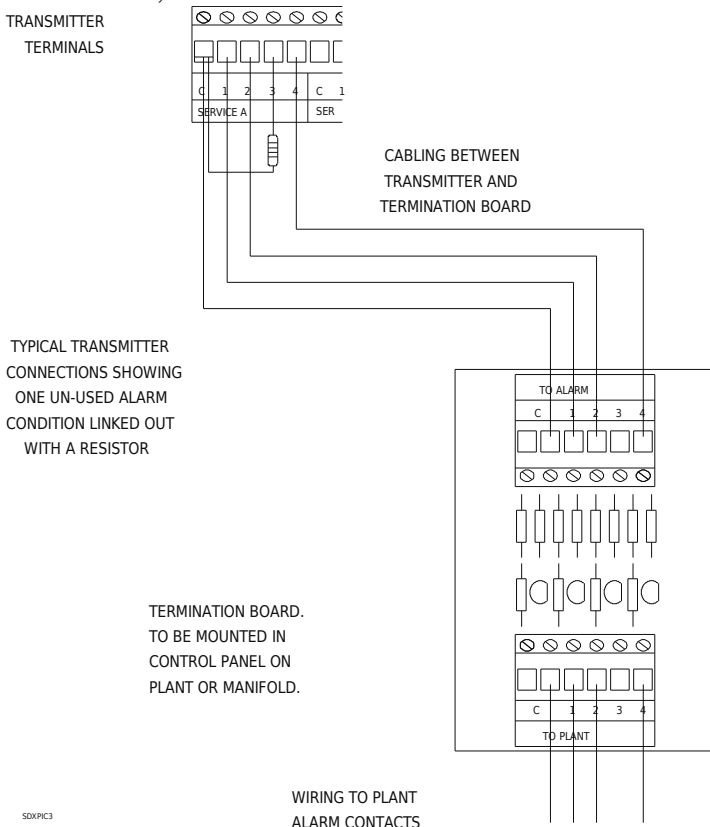 TRANSMITTER
TERMINALS
C 1 2 3 4 C 1
SERVICE A SER
CABLING BETWEEN
TRANSMITTER AND
TERMINATION BOARD
TYPICAL TRANSMITTER
CONNECTIONS SHOWING
ONE UN-USED ALARM
CONDITION LINKED OUT
WITH A RESISTOR
TO ALARM
C 1 2 3 4
TERMINATION BOARD.
TO BE MOUNTED IN
CONTROL PANEL ON
PLANT OR MANIFOLD.
C 1 2 3 4
TO PLANT
WIRING TO PLANT
ALARM CONTACTS
SDXPIC3